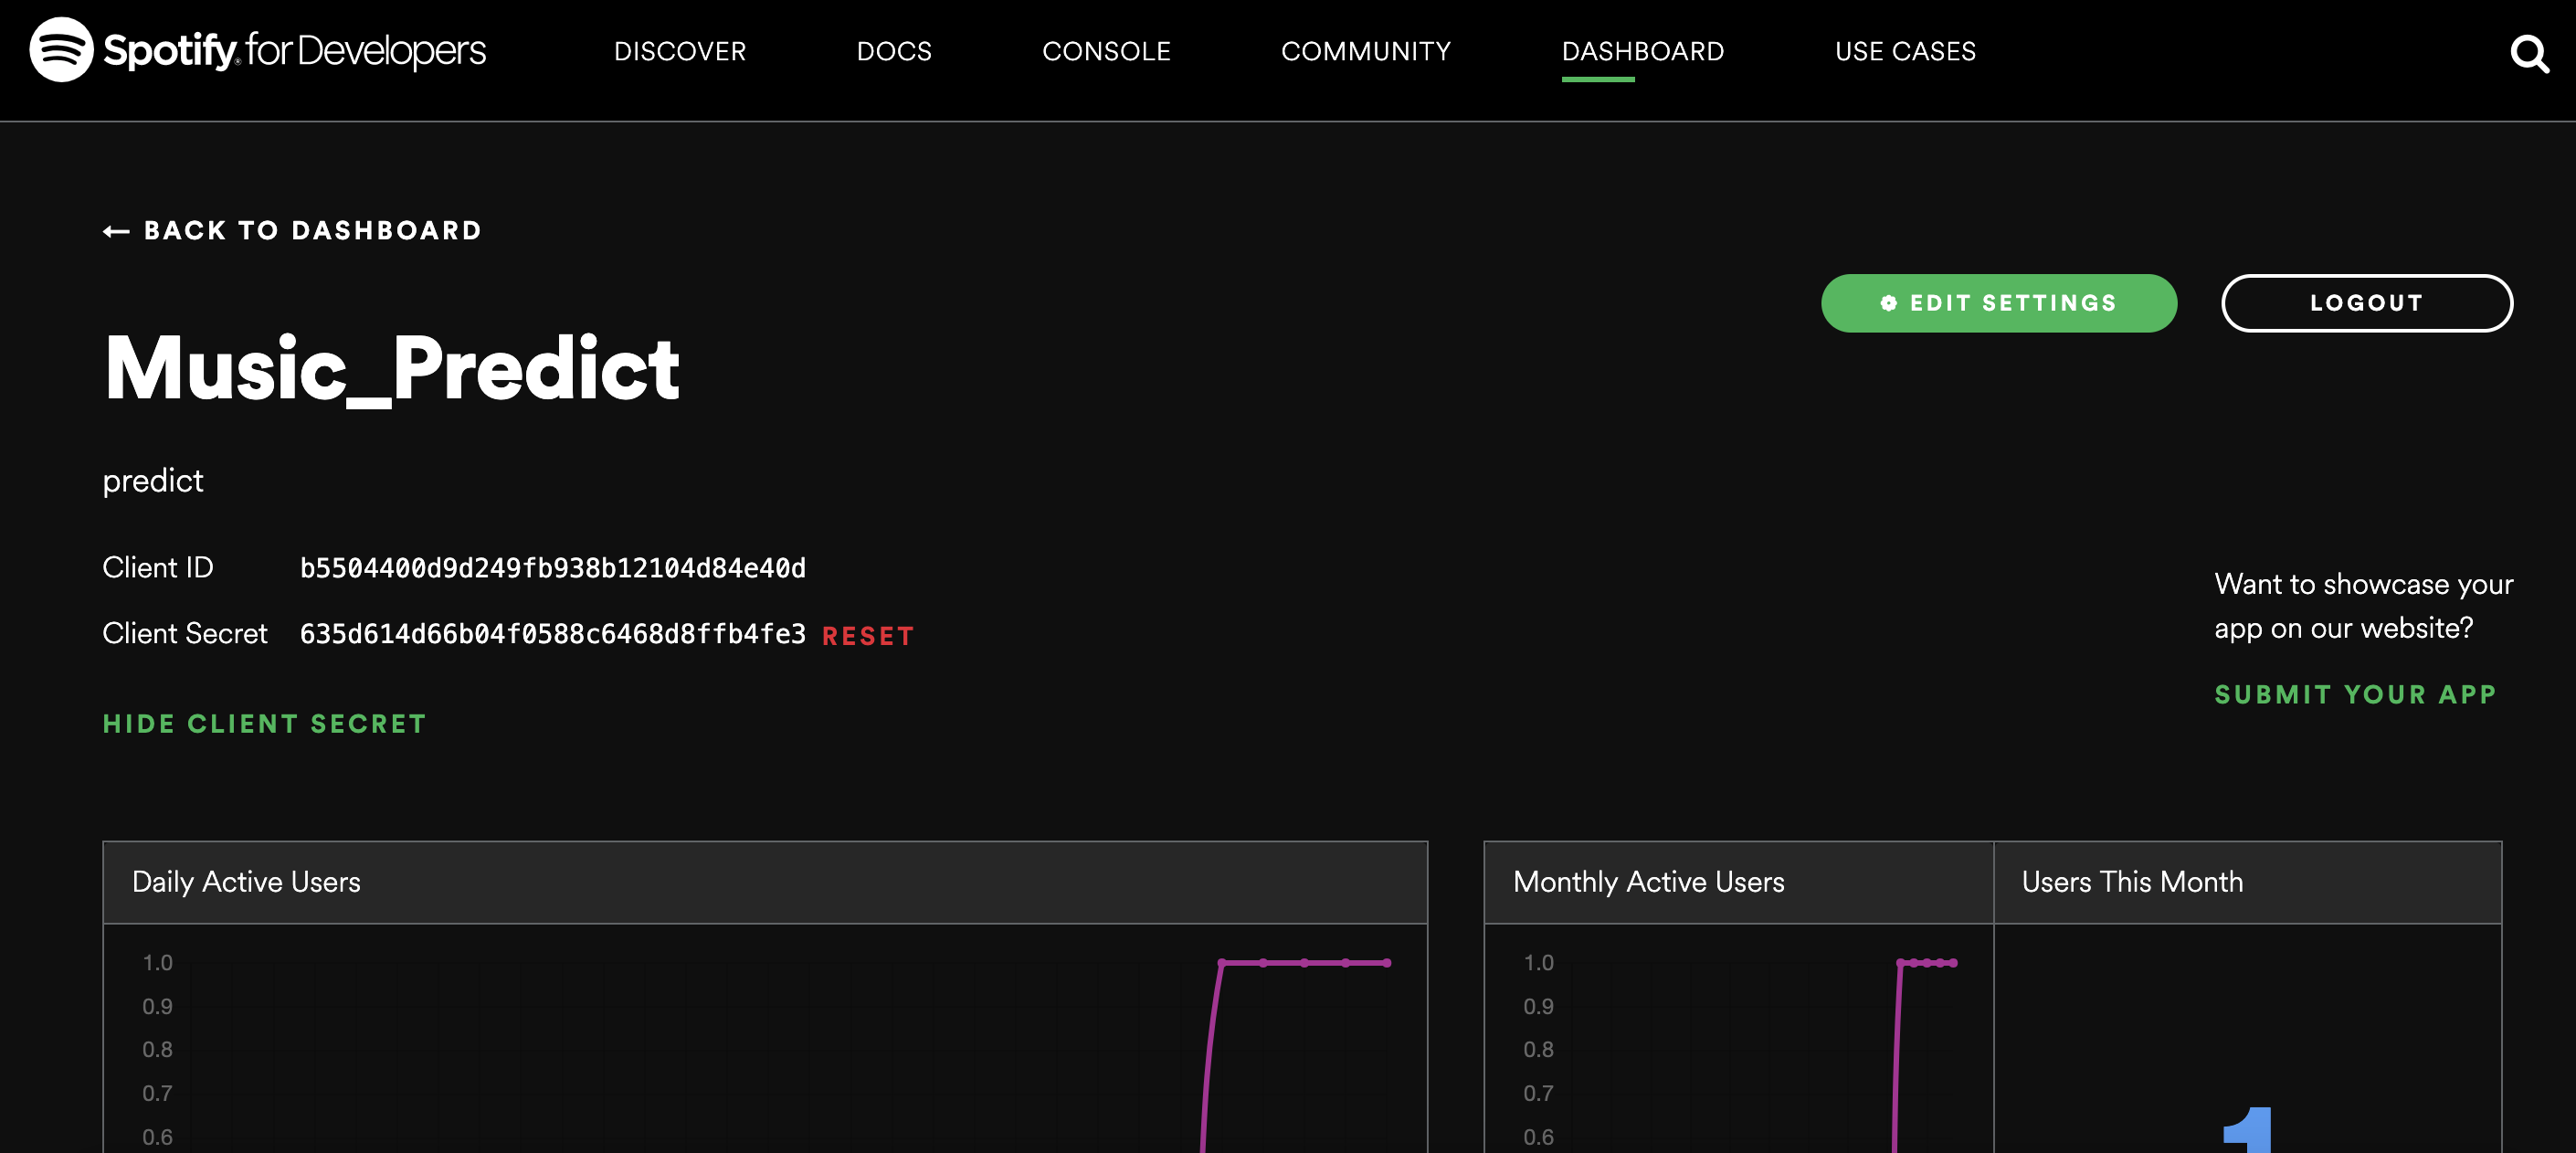 Spotify for Developers
DISCOVER
DOCS
CONSOLE
COMMUNITY
DASHBOARD
USE CASES
← BACK TO DASHBOARD
EDIT SETTINGS
LOGOUT
Music_Predict
predict
Client ID b5504400d9d249fb938b12104d84e40d
Client Secret 635d614d66b04f0588c6468d8ffb4fe3 RESET
HIDE CLIENT SECRET
Want to showcase your
app on our website?
SUBMIT YOUR APP
Daily Active Users
1.0
0.9
0.8
0.7
0.6
Monthly Active Users
1.0
0.9
0.8
0.7
0.6
Users This Month
1